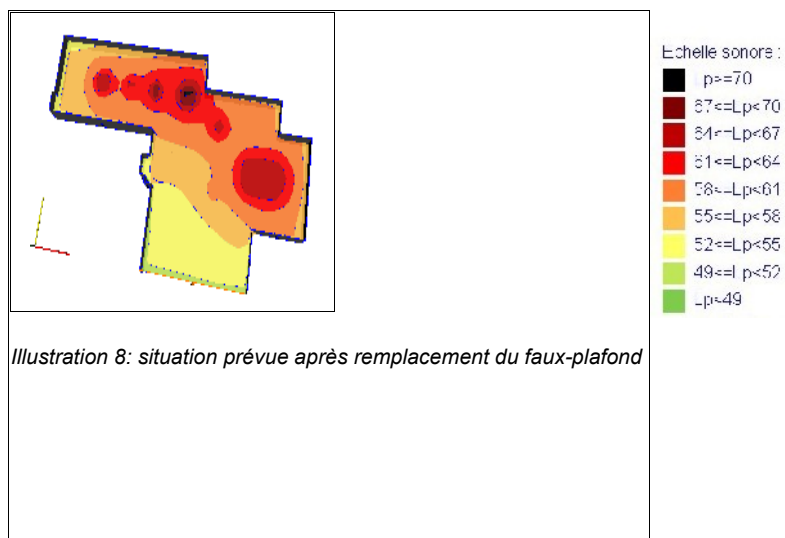 Echelle sonore :
Lp>=70
67<=Lp<70
64<=Lp<67
61<=Lp<64
58<=Lp<61
55<=Lp<58
52<=Lp<55
49<=Lp<52
Lp<49
Illustration 8: situation prévue après remplacement du faux-plafond